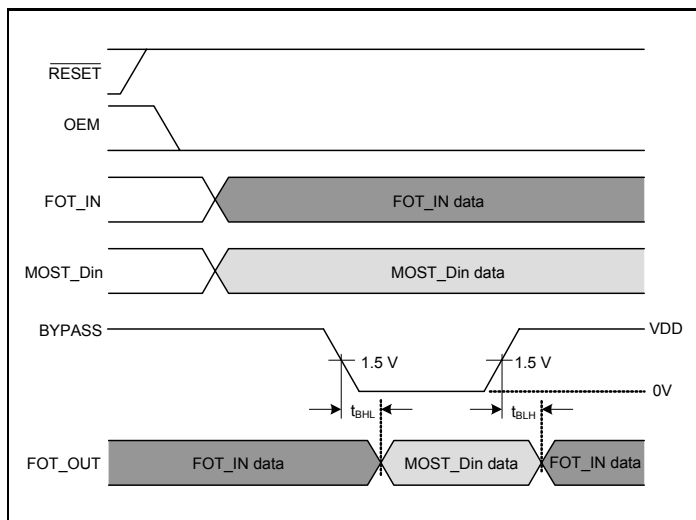 RESET
OEM
FOT_IN
FOT_IN data
MOST_Din
MOST_Din data
BYPASS
VDD
1.5 V
1.5 V
0V
tBHL
tBLH
FOT_OUT
FOT_IN data
MOST_Din data
FOT_IN data